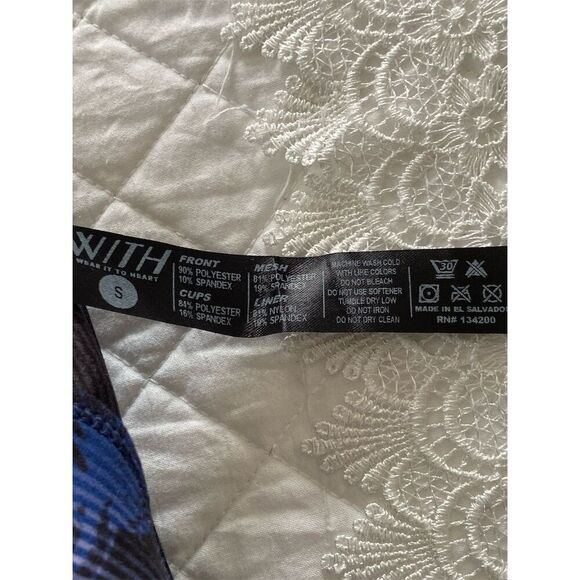 WITH
WEAR IT TO HEART
S
FRONT
90% POLYESTER
10% SPANDEX
CUPS
84% POLYESTER
16% SPANDEX
MESH
81% POLYESTER
19% SPANDEX
LINER
81% NYLON
19% SPANDEX
MACHINE WASH COLD
WITH LIKE COLORS
DO NOT BLEACH
DO NOT USE SOFTENER
TUMBLE DRY LOW
DO NOT IRON
DO NOT DRY CLEAN
30
MADE IN EL SALVADO
RN# 134200